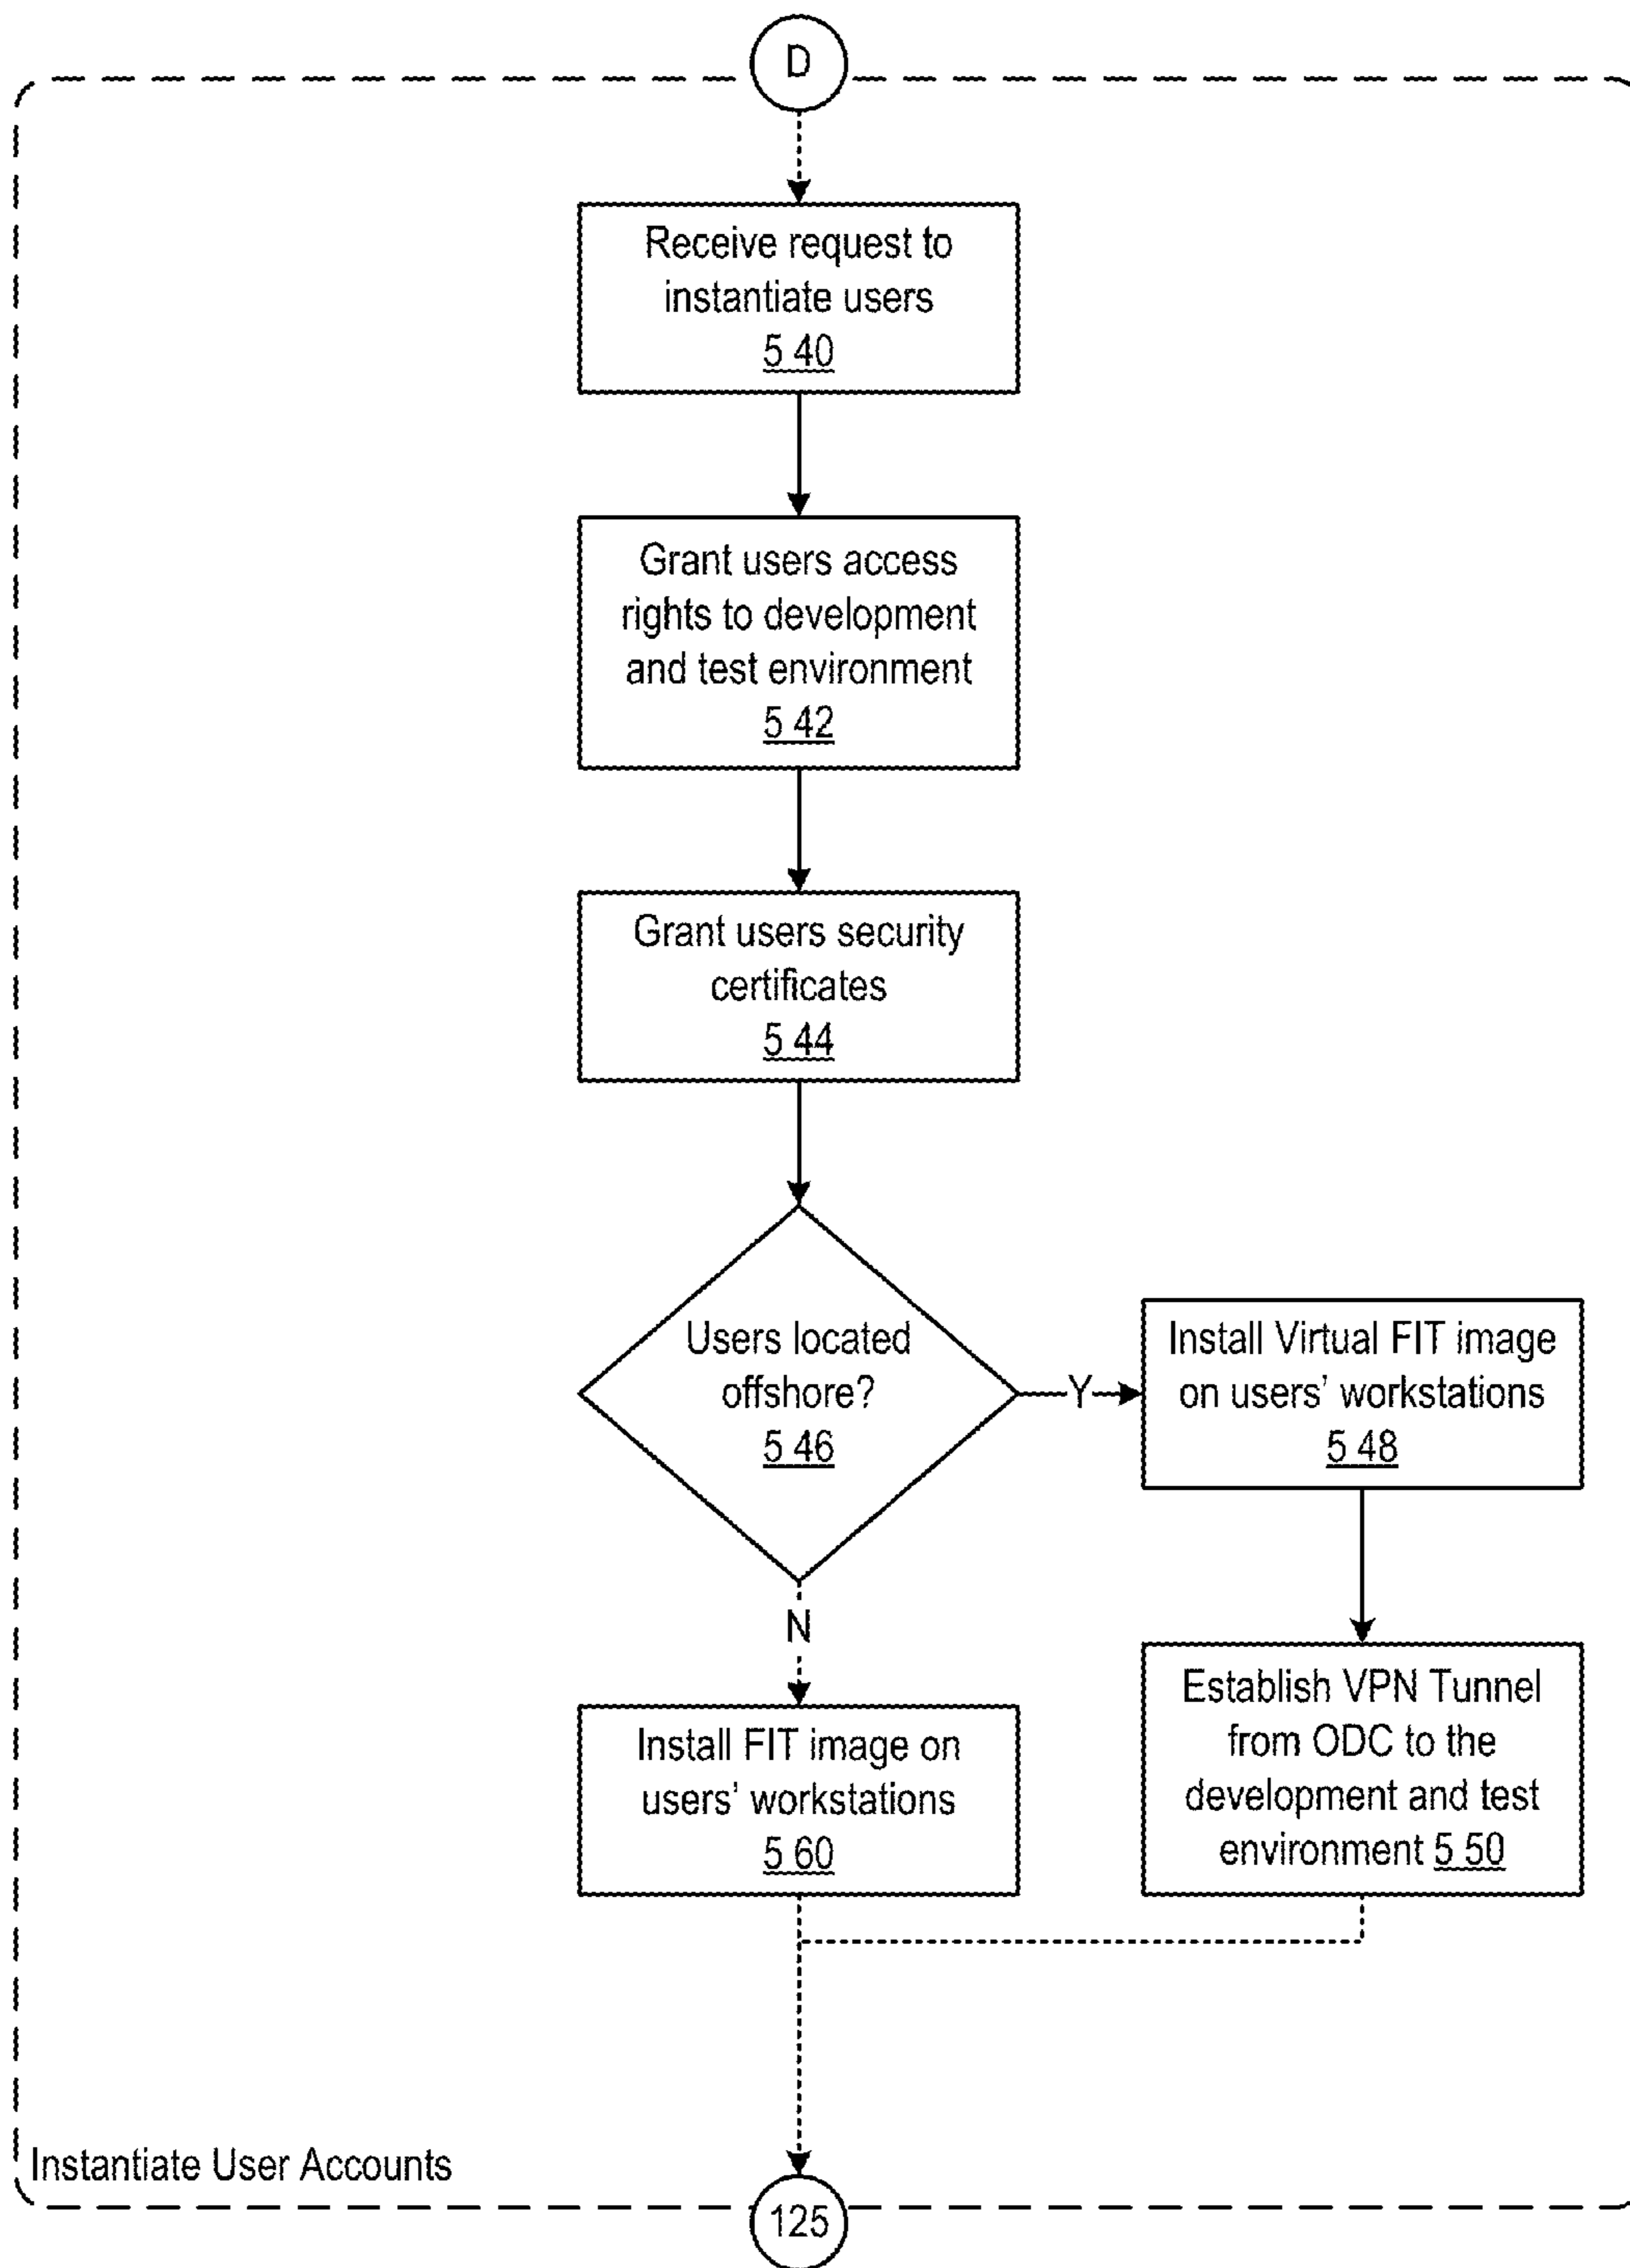 D
Receive request to
instantiate users
5 40
Grant users access
rights to development
and test environment
5 42
Grant users security
certificates
5 44
Users located
offshore?
5 46
Y
Install Virtual FIT image
on users’ workstations
5 48
N
Establish VPN Tunnel
from ODC to the
development and test
environment 5 50
Install FIT image on
users’ workstations
5 60
Instantiate User Accounts
125